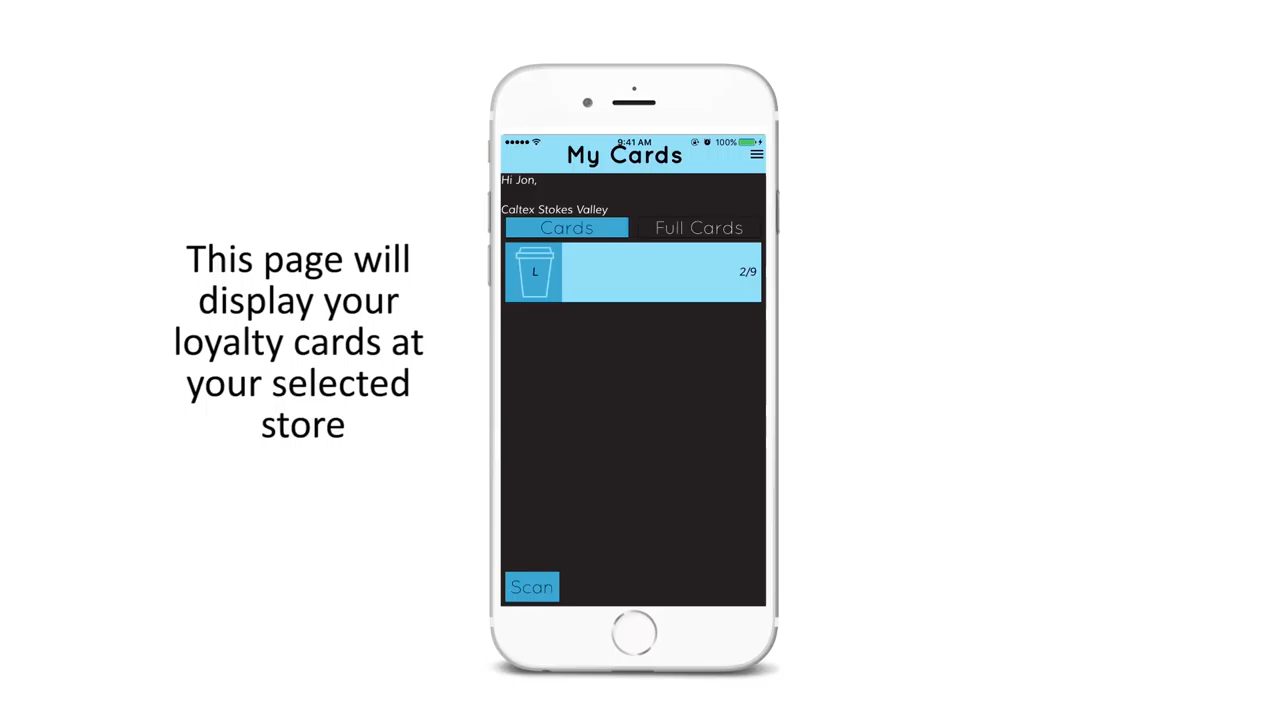 This page will
display your
loyalty cards at
your selected
store
9:41 AM
100%
My Cards
Hi Jon,
Caltex Stokes Valley
Cards
Full Cards
L
2/9
Scan